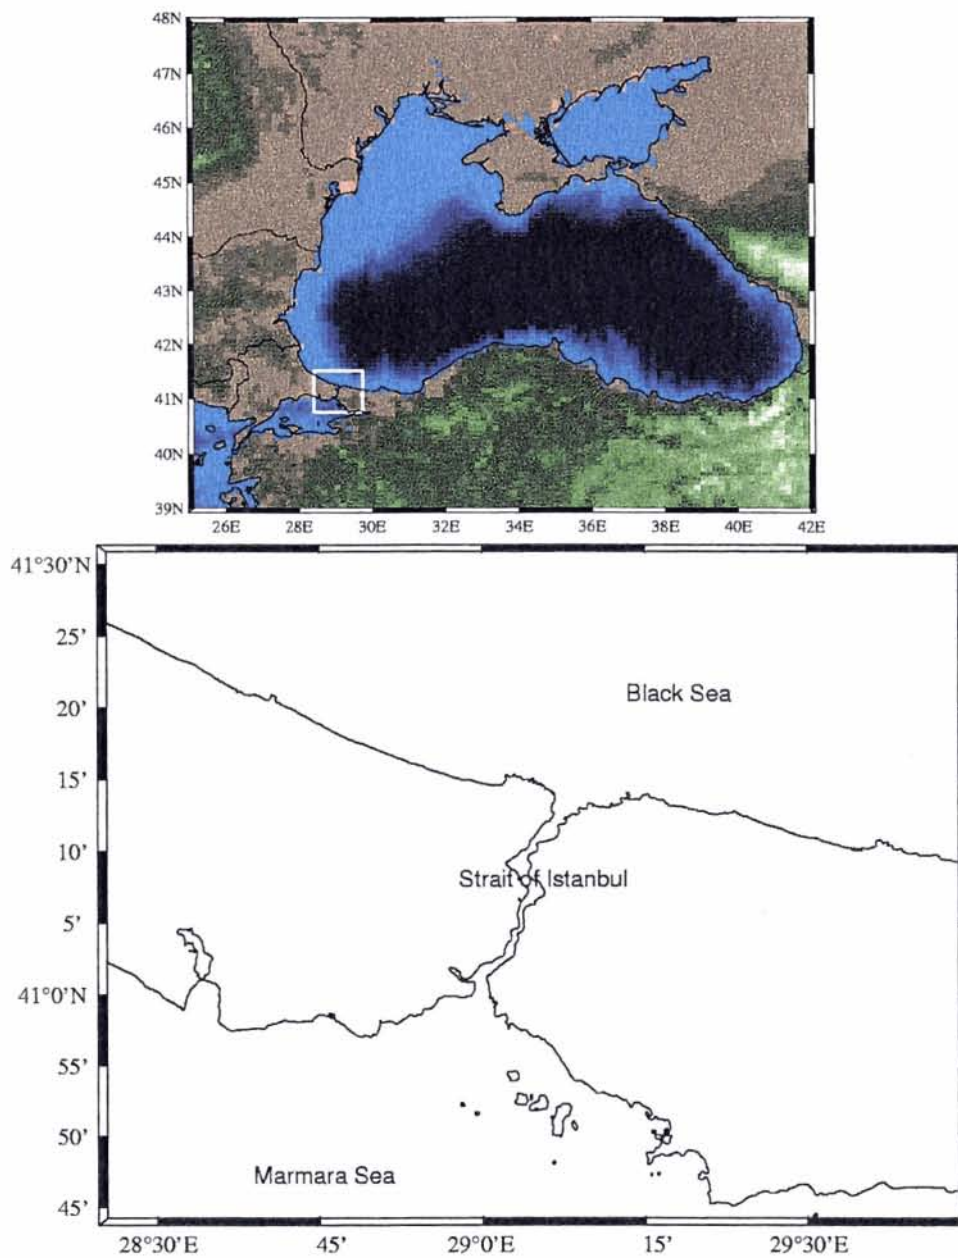 48N
47N
46N
45N
44N
43N
42N
41N
40N
39N
26E 28E 30E 32E 34E 36E 38E 40E 42E
41°30'N
25'
20'
15'
10'
5'
41°0'N
55'
50'
45'
Black Sea
Strait of Istanbul
Marmara Sea
28°30'E 45' 29°0'E 15' 29°30'E